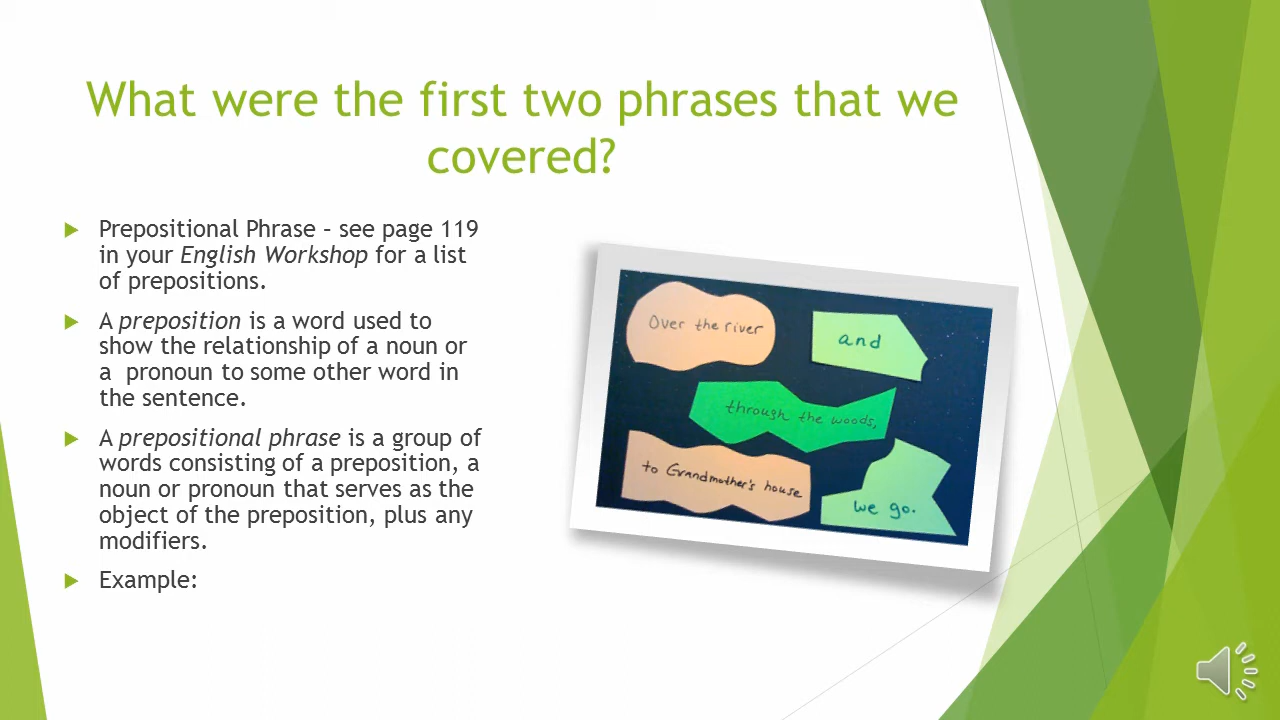 What were the first two phrases that we
covered?
Prepositional Phrase – see page 119
in your English Workshop for a list
of prepositions.
A preposition is a word used to
show the relationship of a noun or
a  pronoun to some other word in
the sentence.
A prepositional phrase is a group of
words consisting of a preposition, a
noun or pronoun that serves as the
object of the preposition, plus any
modifiers.
Example:
Over the river
and
through the woods,
to Grandmother's house
we go.